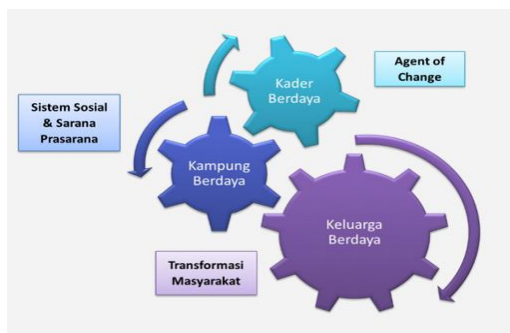 Kader
Berdaya
Agent of
Change
Sistem Sosial
& Sarana
Prasarana
Kampung
Berdaya
Keluarga
Berdaya
Transformasi
Masyarakat